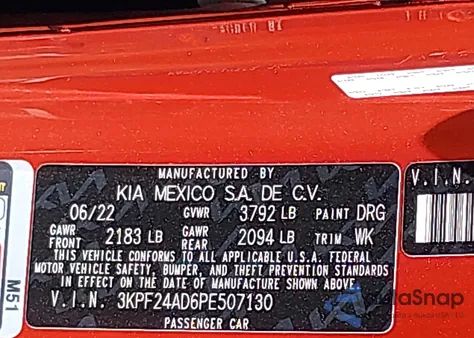 MANUFACTURED BY
KIA MEXICO S.A. DE C.V.
06/22 GVWR 3792 LB PAINT DRG
GAWR FRONT 2183 LB GAWR REAR 2094 LB TRIM WK
THIS VEHICLE CONFORMS TO ALL APPLICABLE U.S.A. FEDERAL
MOTOR VEHICLE SAFETY, BUMPER, AND THEFT PREVENTION STANDARDS
IN EFFECT ON THE DATE OF MANUFACTURE SHOWN ABOVE
V.I.N. 3KPF24AD6PE507130
PASSENGER CAR
V.I.N.
M51